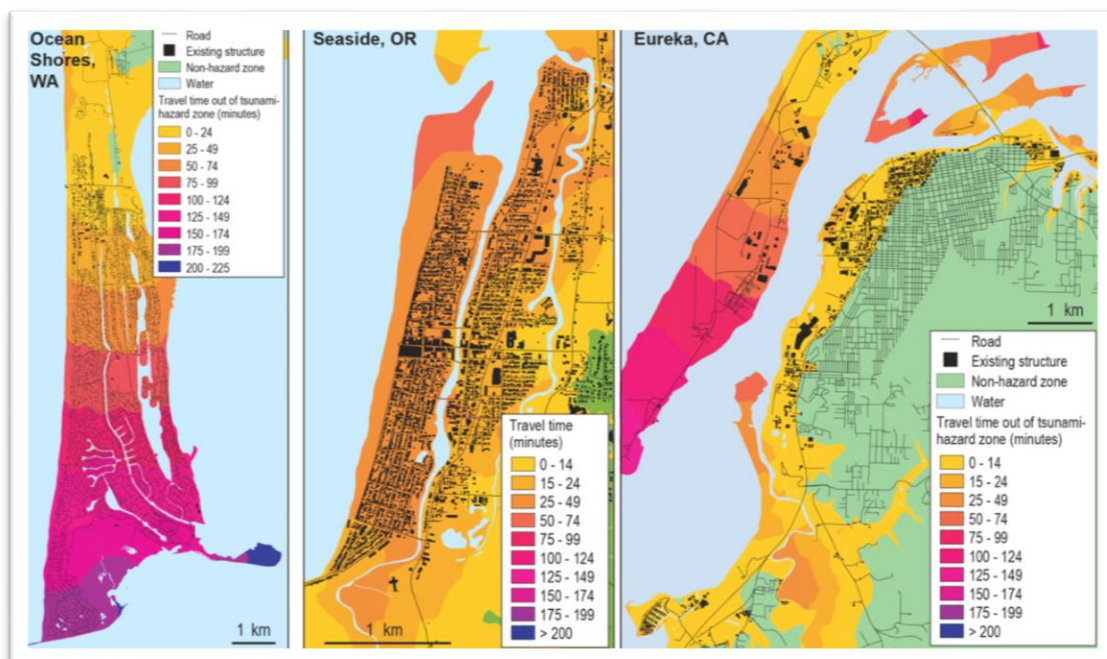 Ocean
Shores,
WA
Road
Existing structure
Non-hazard zone
Water
Travel time out of tsunami-
hazard zone (minutes)
0 - 24
25 - 49
50 - 74
75 - 99
100 - 124
125 - 149
150 - 174
175 - 199
200 - 225
1 km
Seaside, OR
Travel time
(minutes)
0 - 14
15 - 24
25 - 49
50 - 74
75 - 99
100 - 124
125 - 149
150 - 174
175 - 199
> 200
1 km
Eureka, CA
1 km
Road
Existing structure
Non-hazard zone
Water
Travel time out of tsunami-
hazard zone (minutes)
0 - 14
15 - 24
25 - 49
50 - 74
75 - 99
100 - 124
125 - 149
150 - 174
175 - 199
> 200